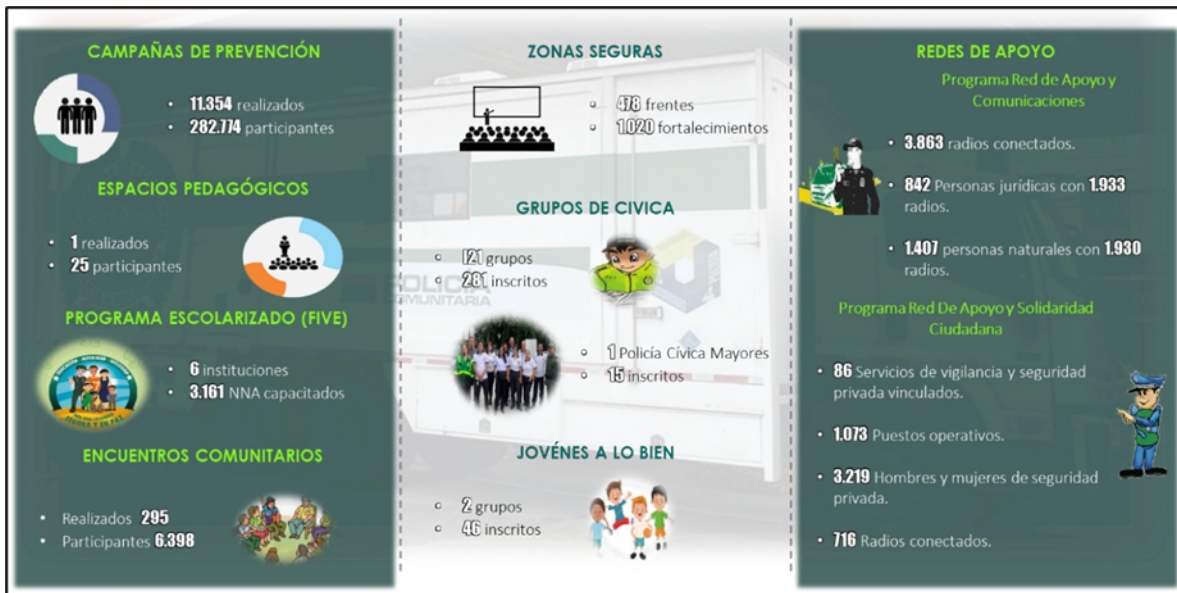 CAMPAÑAS DE PREVENCIÓN
• 11.354 realizados
• 282.774 participantes
ESPACIOS PEDAGÓGICOS
• 1 realizados
• 25 participantes
PROGRAMA ESCOLARIZADO (FIVE)
• 6 instituciones
• 3.161 NNA capacitados
SEGURA Y EN PAZ
ENCUENTROS COMUNITARIOS
• Realizados 295
• Participantes 6.398
ZONAS SEGURAS
478 frentes
1.020 fortalecimientos
GRUPOS DE CIVICA
121 grupos
281 inscritos
POLICÍA
COMUNITARIA
1 Policía Cívica Mayores
15 inscritos
JOVÉNES A LO BIEN
2 grupos
46 inscritos
REDES DE APOYO
Programa Red de Apoyo y
Comunicaciones
• 3.863 radios conectados.
• 842 Personas jurídicas con 1.933
radios.
• 1.407 personas naturales con 1.930
radios.
Programa Red De Apoyo y Solidaridad
Ciudadana
• 86 Servicios de vigilancia y seguridad
privada vinculados.
• 1.073 Puestos operativos.
• 3.219 Hombres y mujeres de seguridad
privada.
• 716 Radios conectados.